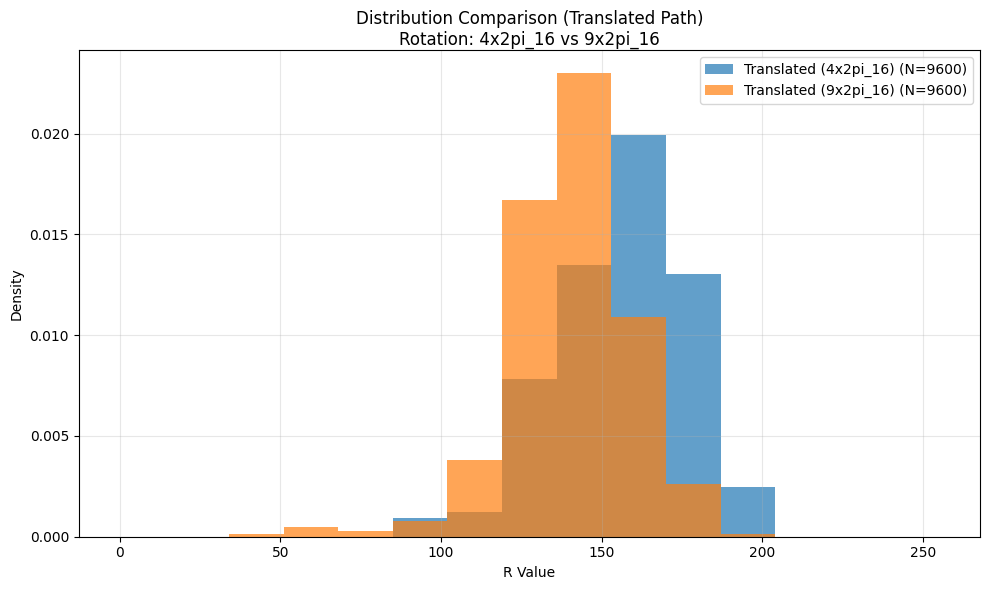 Distribution Comparison (Translated Path)
Rotation: 4x2pi_16 vs 9x2pi_16
Translated (4x2pi_16) (N=9600)
Translated (9x2pi_16) (N=9600)
Density
0.020
0.015
0.010
0.005
0.000
0 50 100 150 200 250
R Value